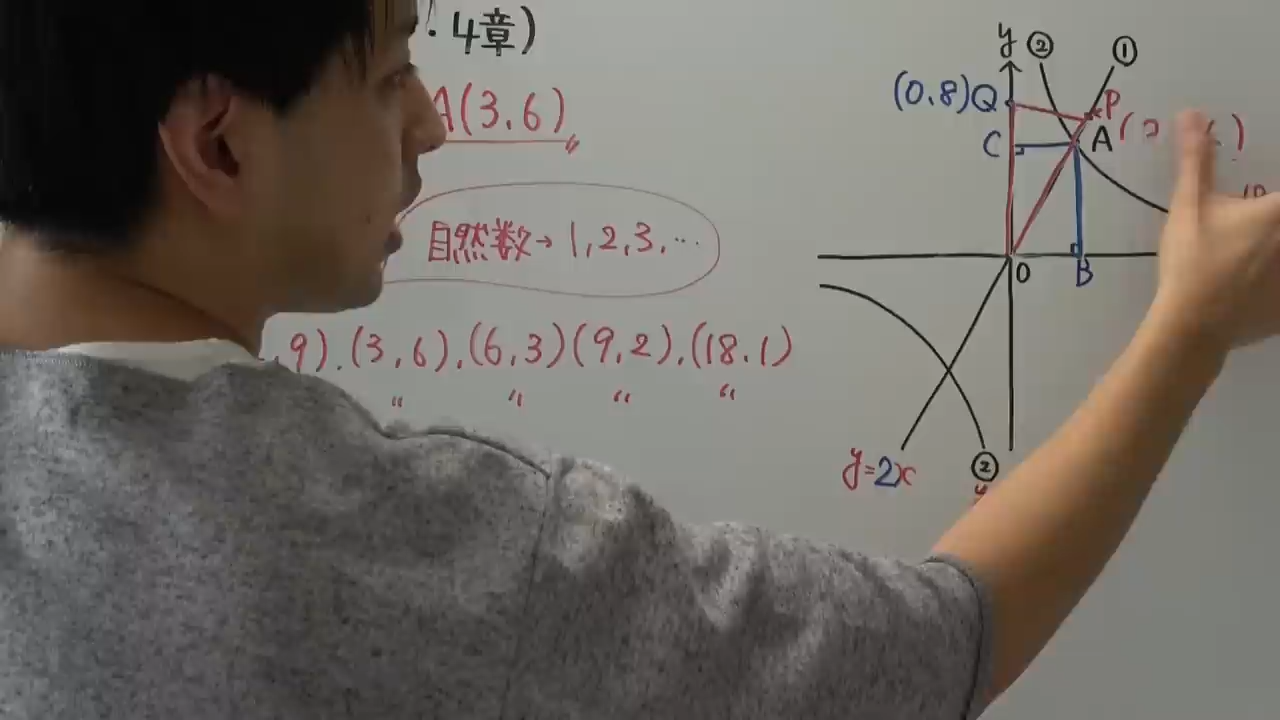 ・4章)
A(3,6)
自然数→ 1,2,3,…
9),(3,6),(6,3)(9,2),(18,1)
〃 〃 〃 〃
y ② ①
(0,8)Q P
C A(
O B
y=2x ②